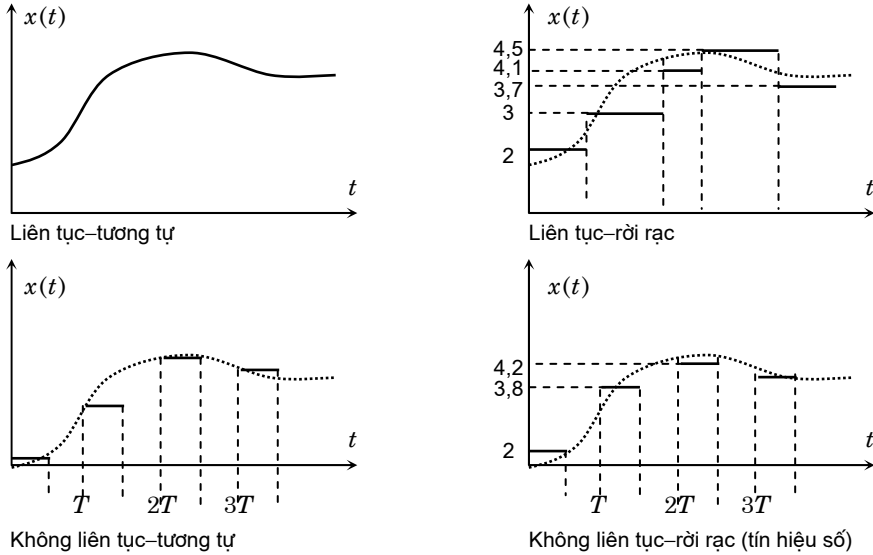 x(t)
t
Liên tục–tương tự
x(t)
4,5
4,1
3,7
3
2
t
Liên tục–rời rạc
x(t)
t
T 2T 3T
Không liên tục–tương tự
x(t)
4,2
3,8
2
t
T 2T 3T
Không liên tục–rời rạc (tín hiệu số)